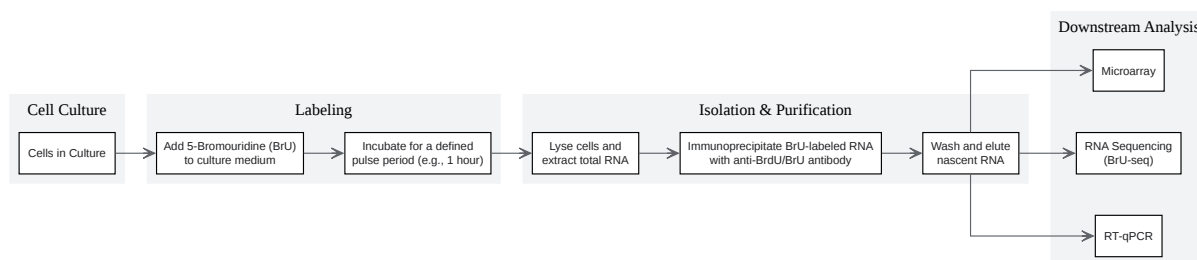 Cell Culture
Cells in Culture
Labeling
Add 5-Bromouridine (BrU)
to culture medium
Incubate for a defined
pulse period (e.g., 1 hour)
Isolation & Purification
Lyse cells and
extract total RNA
Immunoprecipitate BrU-labeled RNA
with anti-BrdU/BrU antibody
Wash and elute
nascent RNA
Downstream Analysis
Microarray
RNA Sequencing
(BrU-seq)
RT-qPCR